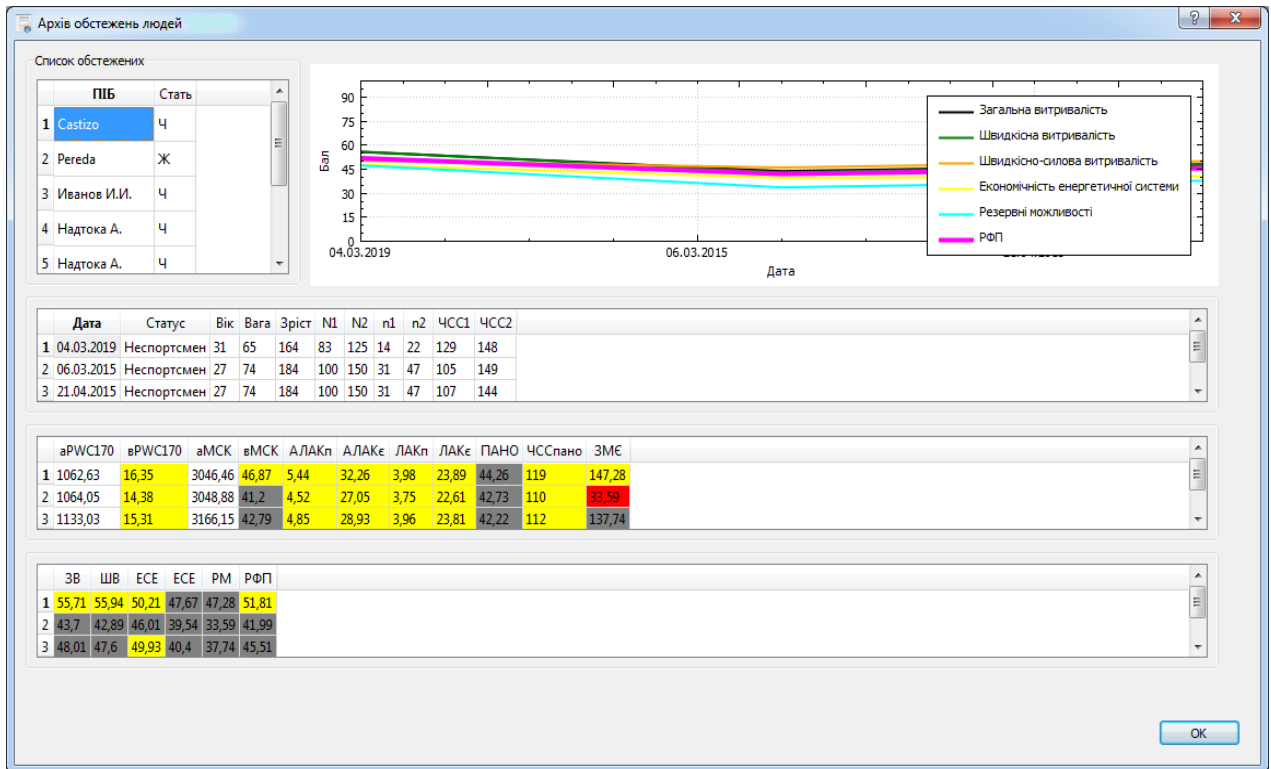 Архів обстежень людей
Список обстежених
ПІБ Стать
1 Castizo Ч
2 Pereda Ж
3 Иванов И.И. Ч
4 Надтока А. Ч
5 Надтока А. Ч
Бал
90
75
60
45
30
15
0
04.03.2019 06.03.2015
Дата
Загальна витривалість
Швидкісна витривалість
Швидкісно-силова витривалість
Економічність енергетичної системи
Резервні можливості
РФП
Дата Статус Вік Вага Зріст N1 N2 n1 n2 ЧСС1 ЧСС2
1 04.03.2019 Неспортсмен 31 65 164 83 125 14 22 129 148
2 06.03.2015 Неспортсмен 27 74 184 100 150 31 47 105 149
3 21.04.2015 Неспортсмен 27 74 184 100 150 31 47 107 144
аPWC170 вPWC170 аМСК вМСК АЛАКп АЛАКє ЛАКп ЛАКє ПАНО ЧССпано ЗМЄ
1 1062,63 16,35 3046,46 46,87 5,44 32,26 3,98 23,89 44,26 119 147,28
2 1064,05 14,38 3048,88 41,2 4,52 27,05 3,75 22,61 42,73 110 33,59
3 1133,03 15,31 3166,15 42,79 4,85 28,93 3,96 23,81 42,22 112 137,74
ЗВ ШВ ЕСЕ ЕСЕ РМ РФП
1 55,71 55,94 50,21 47,67 47,28 51,81
2 43,7 42,89 46,01 39,54 33,59 41,99
3 48,01 47,6 49,93 40,4 37,74 45,51
OK